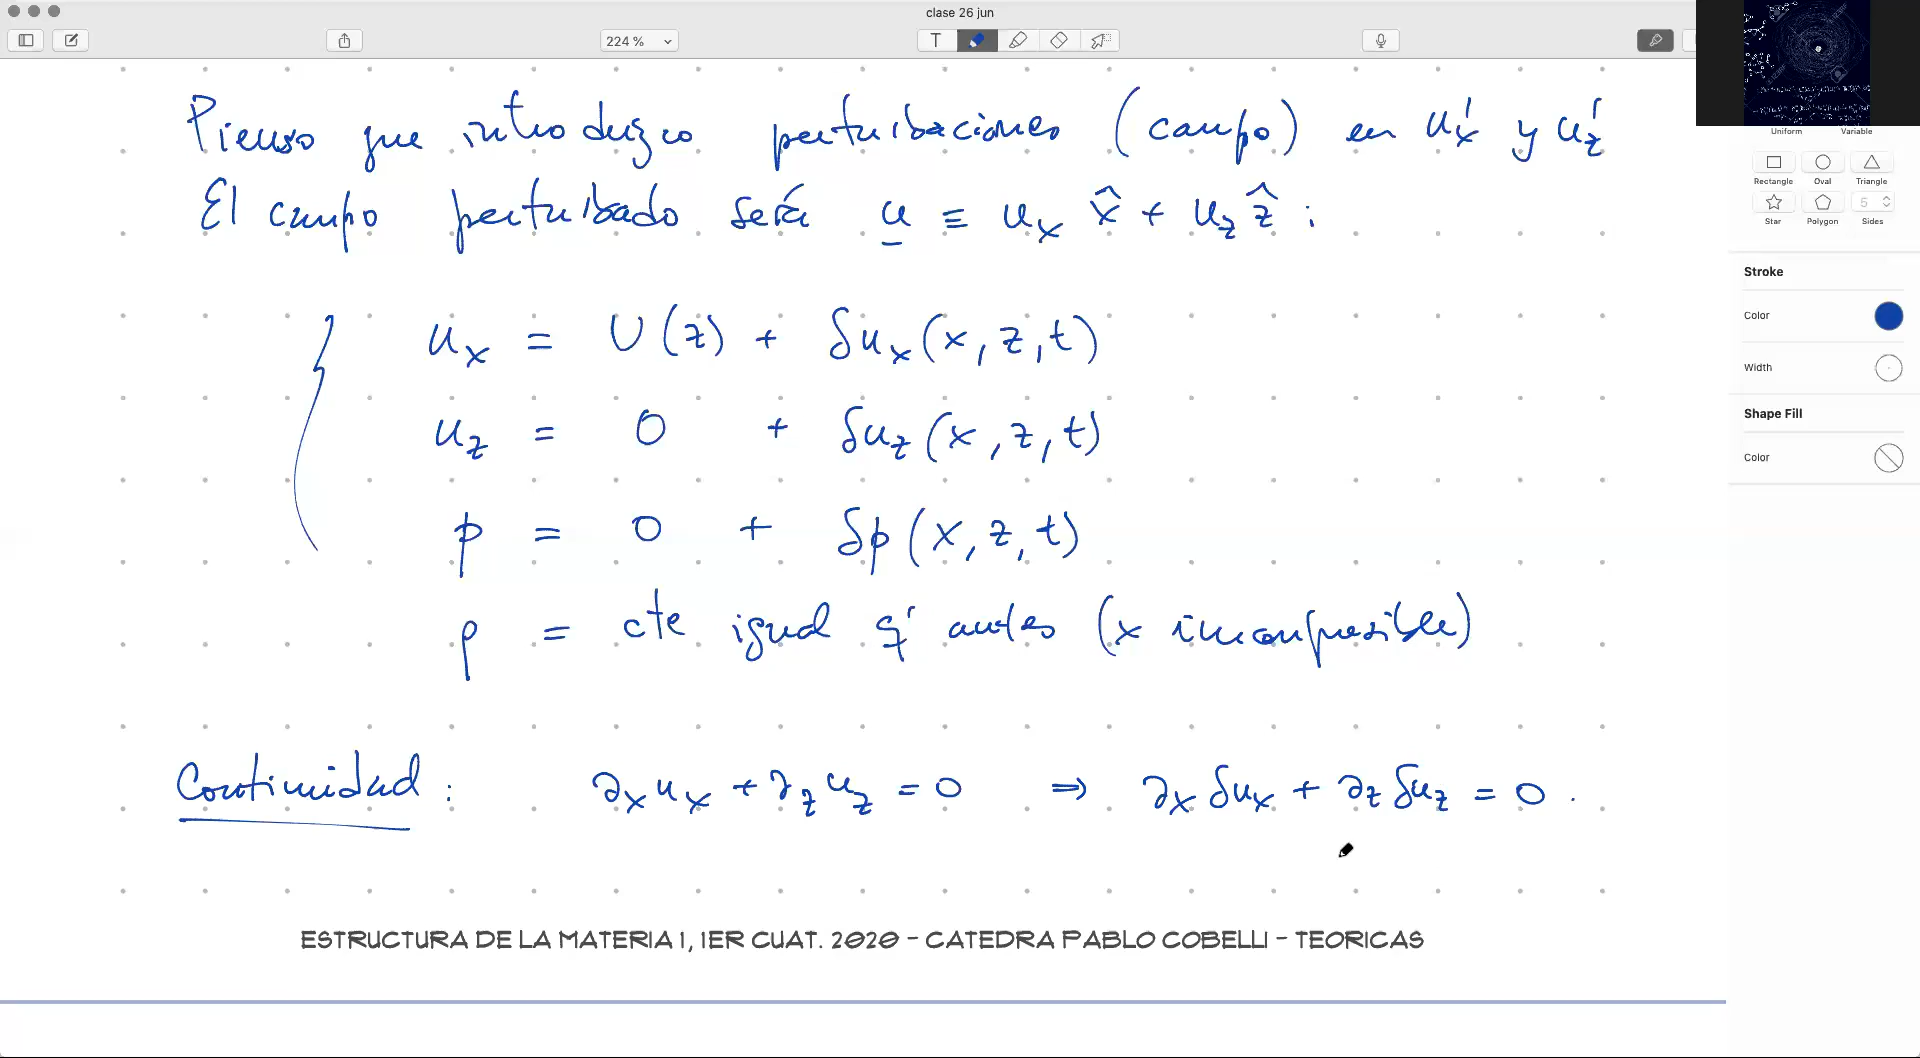 clase 26 jun
224 %
T
Pienso que introduzco perturbaciones (campo) en u'x y u'z
El campo perturbado será u ≡ ux x̂ + uz ẑ :
ux = U(z) + δux(x, z, t)
uz = 0 + δuz(x, z, t)
p = 0 + δp(x, z, t)
ρ = cte igual q' antes (x incompresible)
Continuidad : ∂x ux + ∂z uz = 0 ⇒ ∂x δux + ∂z δuz = 0 .
ESTRUCTURA DE LA MATERIA 1, 1ER CUAT. 2020 - CATEDRA PABLO COBELLI - TEORICAS
Uniform Variable
Rectangle Oval Triangle
5
Star Polygon Sides
Stroke
Color
Width
Shape Fill
Color